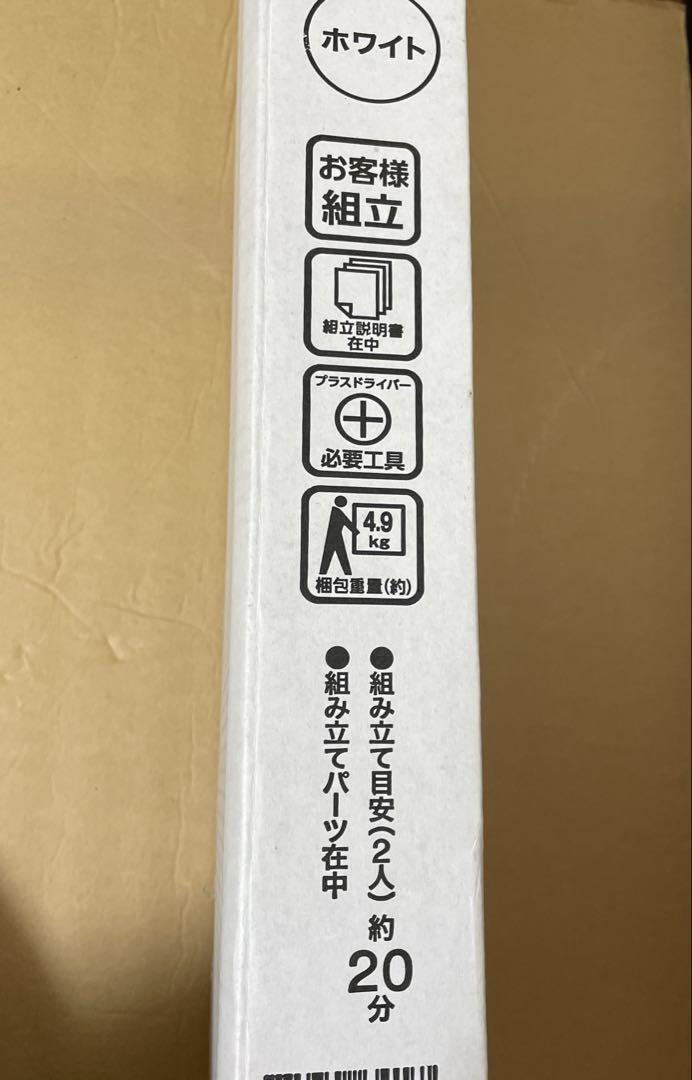 ホワイト
お客様
組立
組立説明書
在中
プラスドライバー
必要工具
4.9
kg
梱包重量(約)
●組み立て目安(2人)約20分
●組み立てパーツ在中